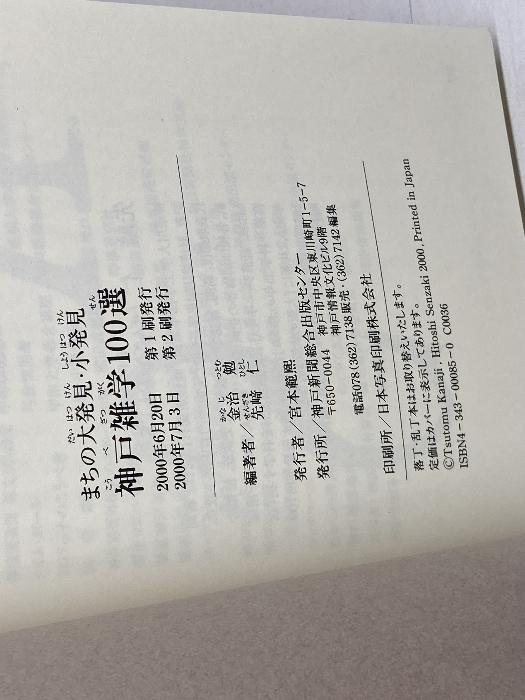 まちの大発見・小発見
神戸雑学100選
2000年6月20日　第1刷発行
2000年7月3日　第2刷発行
編著者／金治 勉
先﨑 仁
発行者／宮本範熙
発行所／神戸新聞総合出版センター
〒650-0044　神戸市中央区東川崎町1-5-7
神戸情報文化ビル9階
電話078(362)7138販売・(362)7142編集
印刷所／日本写真印刷株式会社
落丁・乱丁本はお取り替えいたします。
定価はカバーに表示してあります。
©Tsutomu Kanaji, Hitoshi Senzaki 2000, Printed in Japan
ISBN4-343-00085-0 C0036